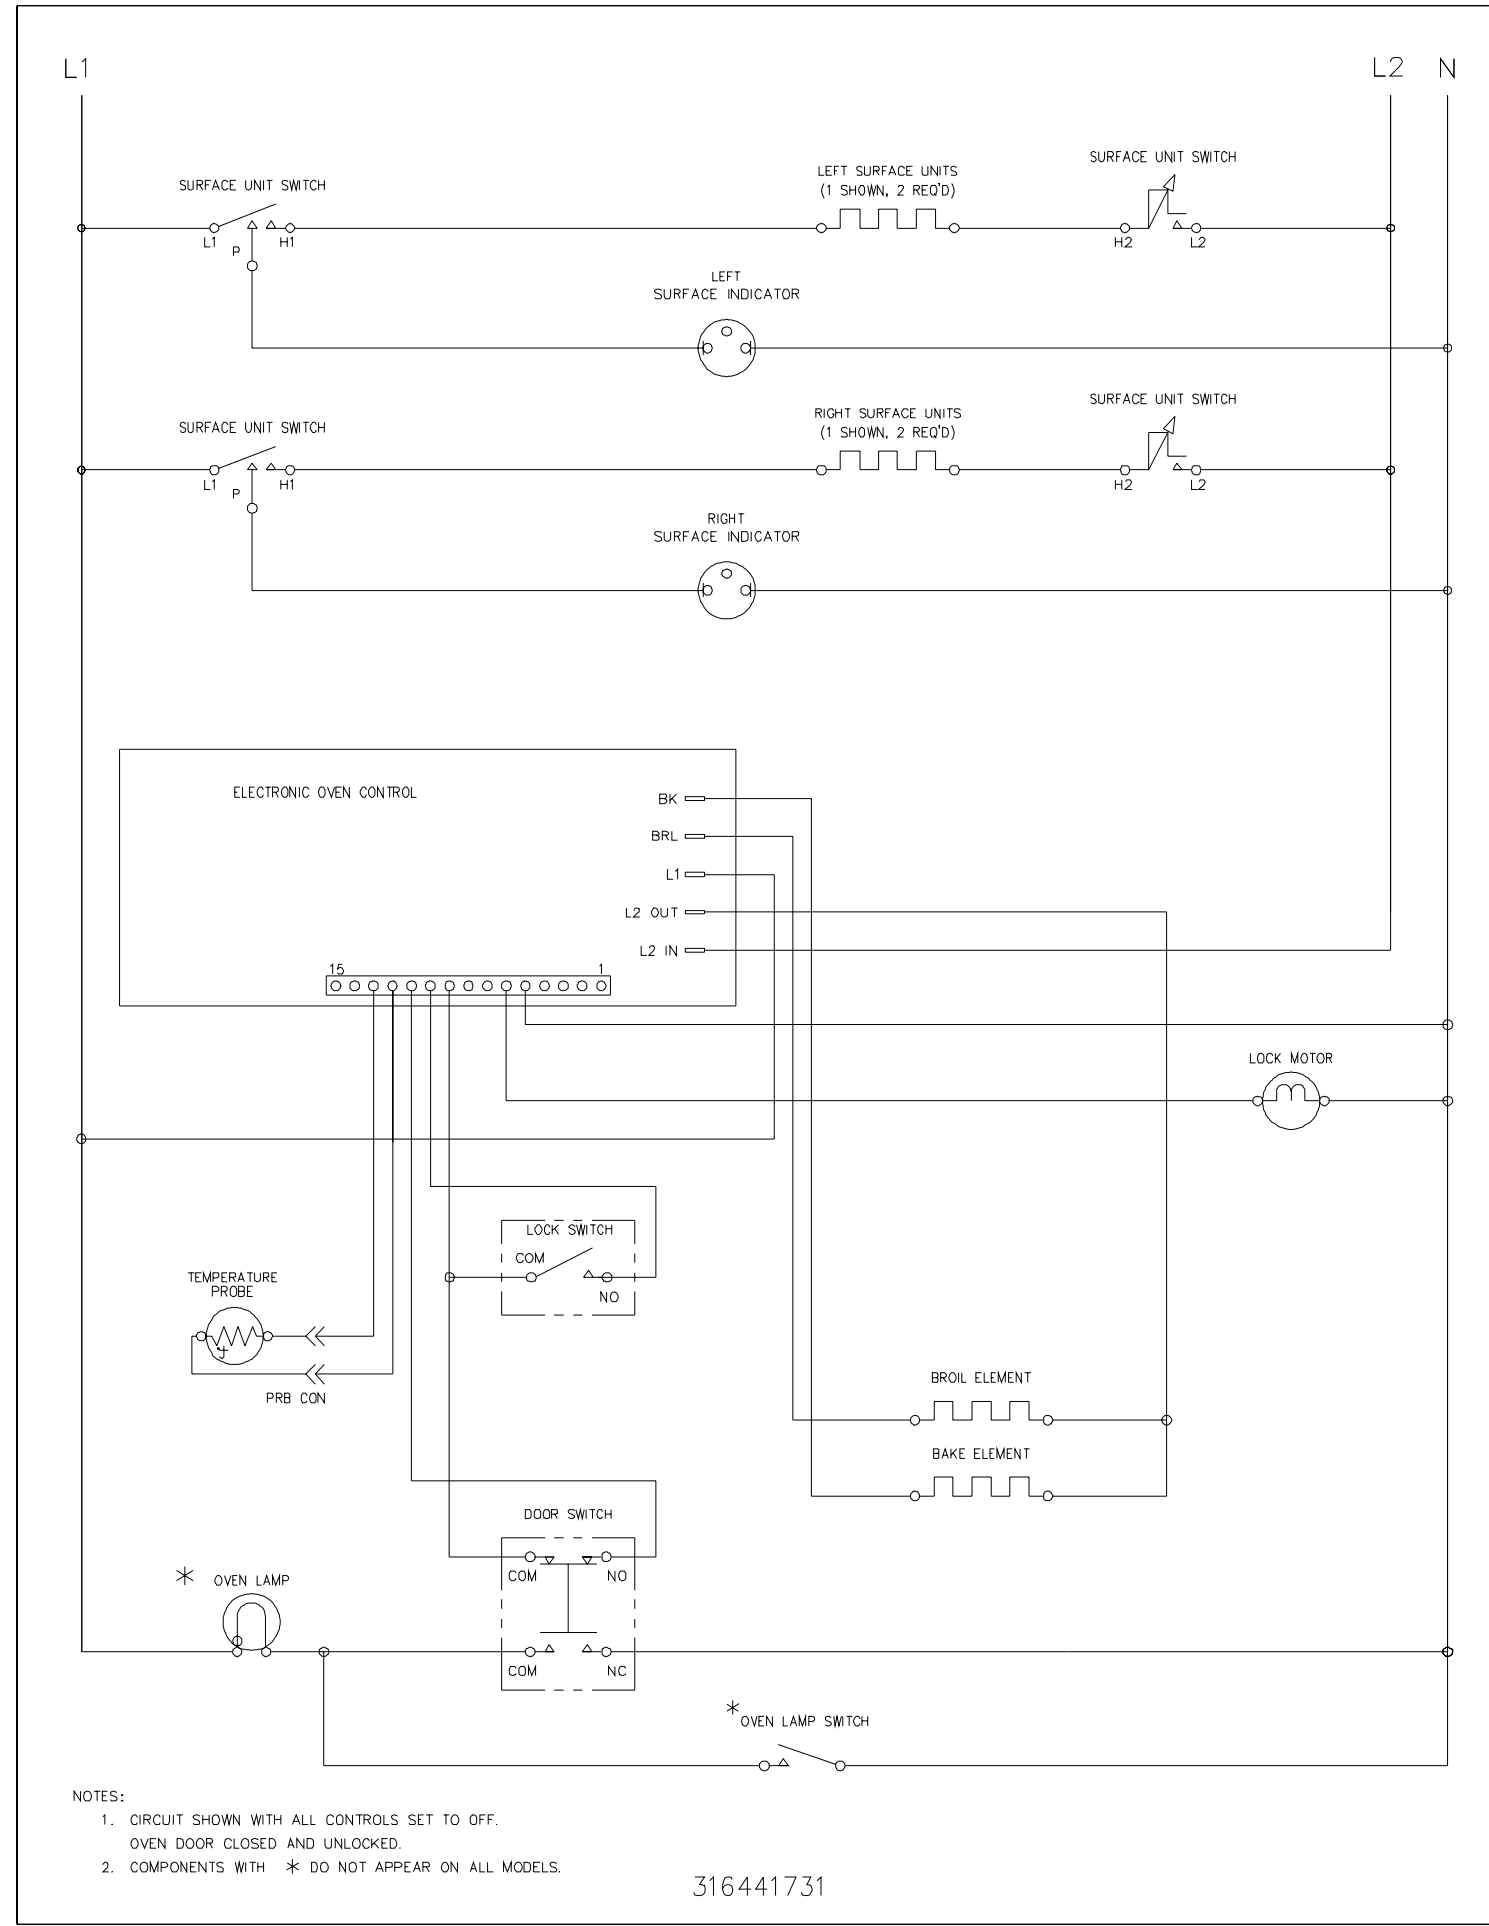 L1
L2 N
SURFACE UNIT SWITCH
LEFT SURFACE UNITS
(1 SHOWN, 2 REQ'D)
SURFACE UNIT SWITCH
L1
P
H1
H2
L2
LEFT
SURFACE INDICATOR
SURFACE UNIT SWITCH
RIGHT SURFACE UNITS
(1 SHOWN, 2 REQ'D)
SURFACE UNIT SWITCH
L1
P
H1
H2
L2
RIGHT
SURFACE INDICATOR
ELECTRONIC OVEN CONTROL
BK
BRL
L1
L2 OUT
L2 IN
15
1
LOCK MOTOR
LOCK SWITCH
COM
NO
TEMPERATURE
PROBE
t
PRB CON
BROIL ELEMENT
BAKE ELEMENT
DOOR SWITCH
COM
NO
* OVEN LAMP
COM
NC
* OVEN LAMP SWITCH
NOTES:
1. CIRCUIT SHOWN WITH ALL CONTROLS SET TO OFF.
OVEN DOOR CLOSED AND UNLOCKED.
2. COMPONENTS WITH * DO NOT APPEAR ON ALL MODELS.
316441731